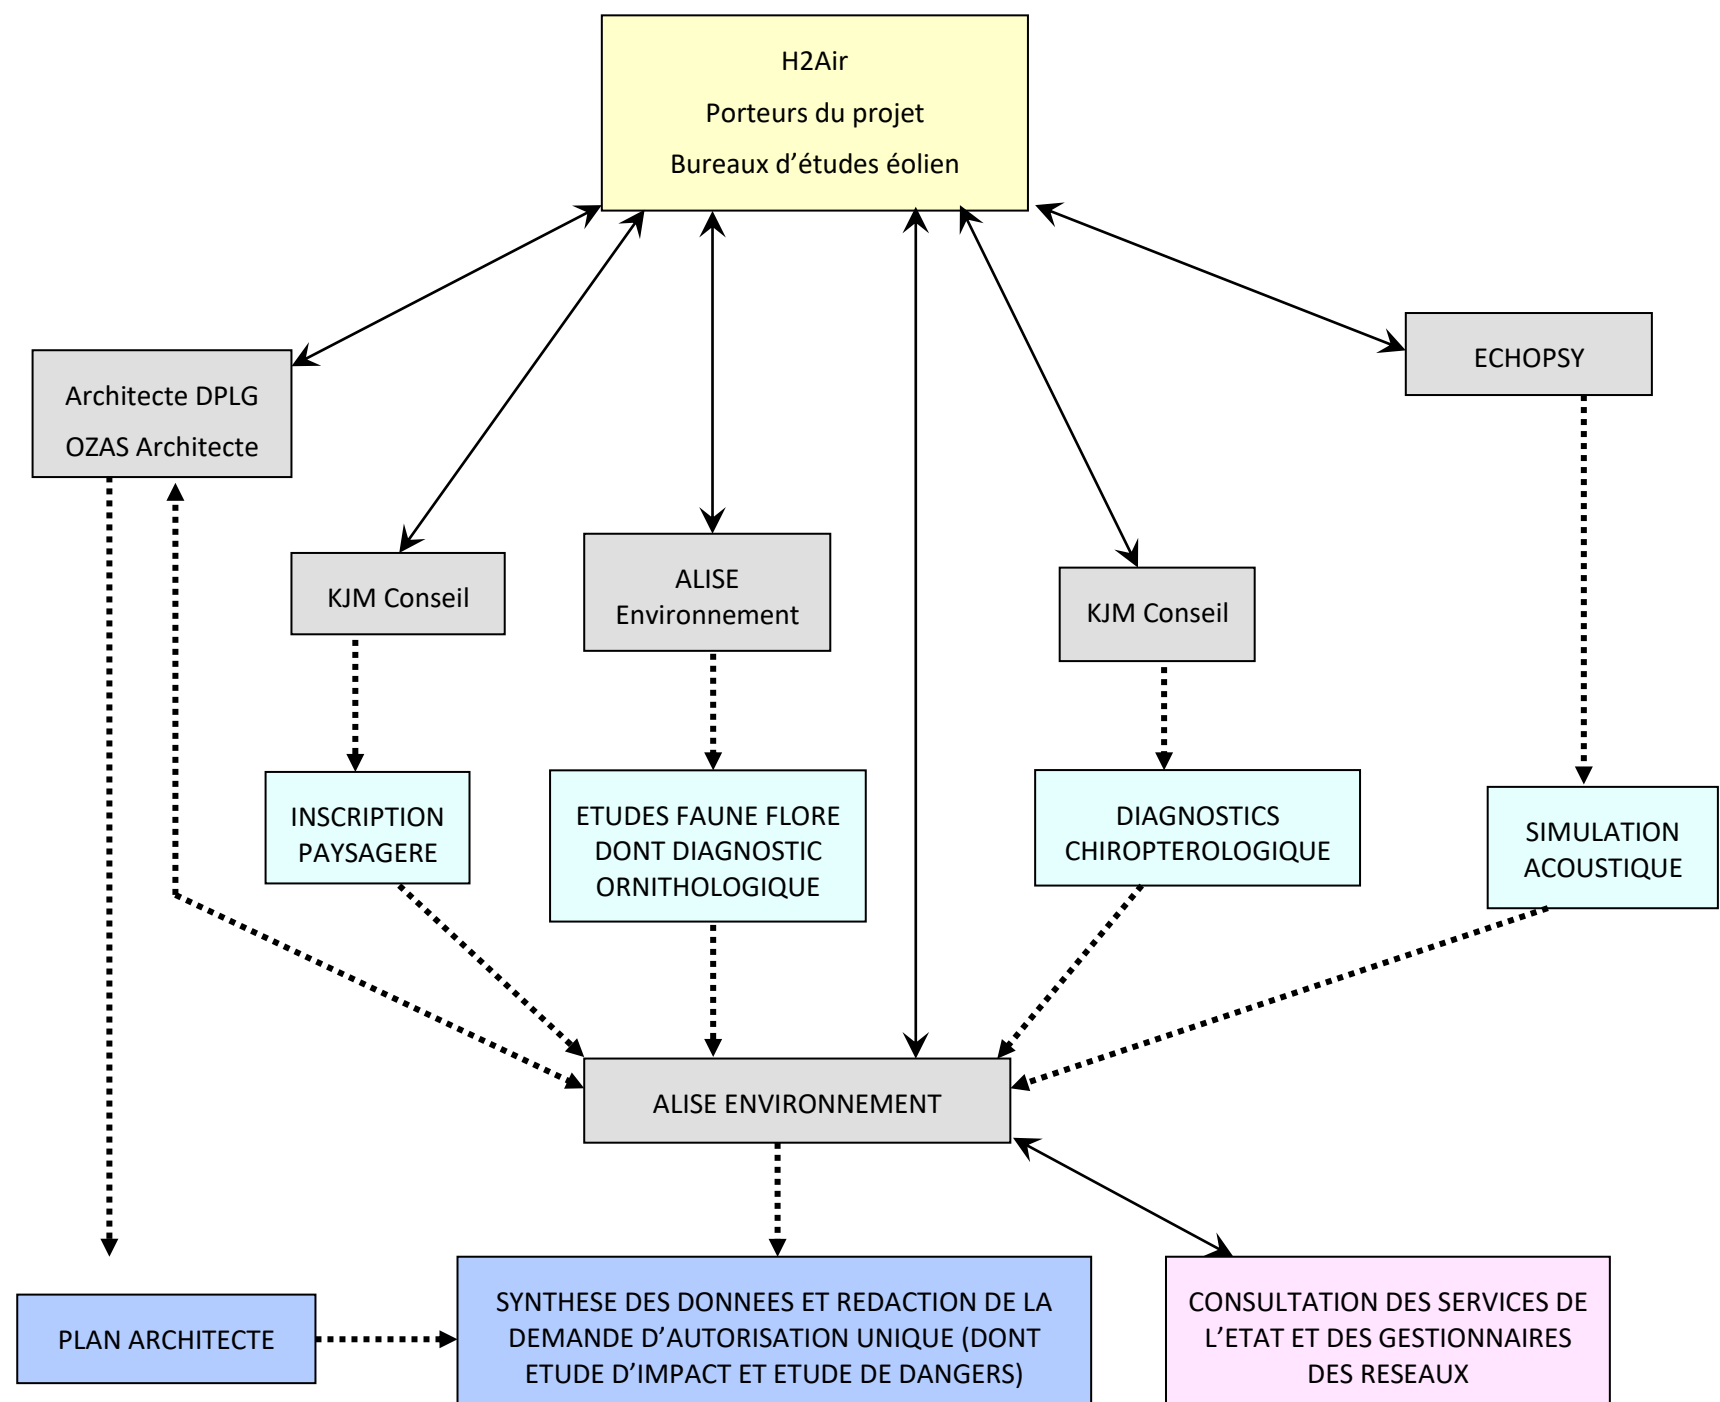 H2Air
Porteurs du projet
Bureaux d’études éolien
ECHOPSY
Architecte DPLG
OZAS Architecte
KJM Conseil
ALISE
Environnement
KJM Conseil
INSCRIPTION
PAYSAGERE
ETUDES FAUNE FLORE
DONT DIAGNOSTIC
ORNITHOLOGIQUE
DIAGNOSTICS
CHIROPTEROLOGIQUE
SIMULATION
ACOUSTIQUE
ALISE ENVIRONNEMENT
PLAN ARCHITECTE
SYNTHESE DES DONNEES ET REDACTION DE LA
DEMANDE D’AUTORISATION UNIQUE (DONT
ETUDE D’IMPACT ET ETUDE DE DANGERS)
CONSULTATION DES SERVICES DE
L’ETAT ET DES GESTIONNAIRES
DES RESEAUX